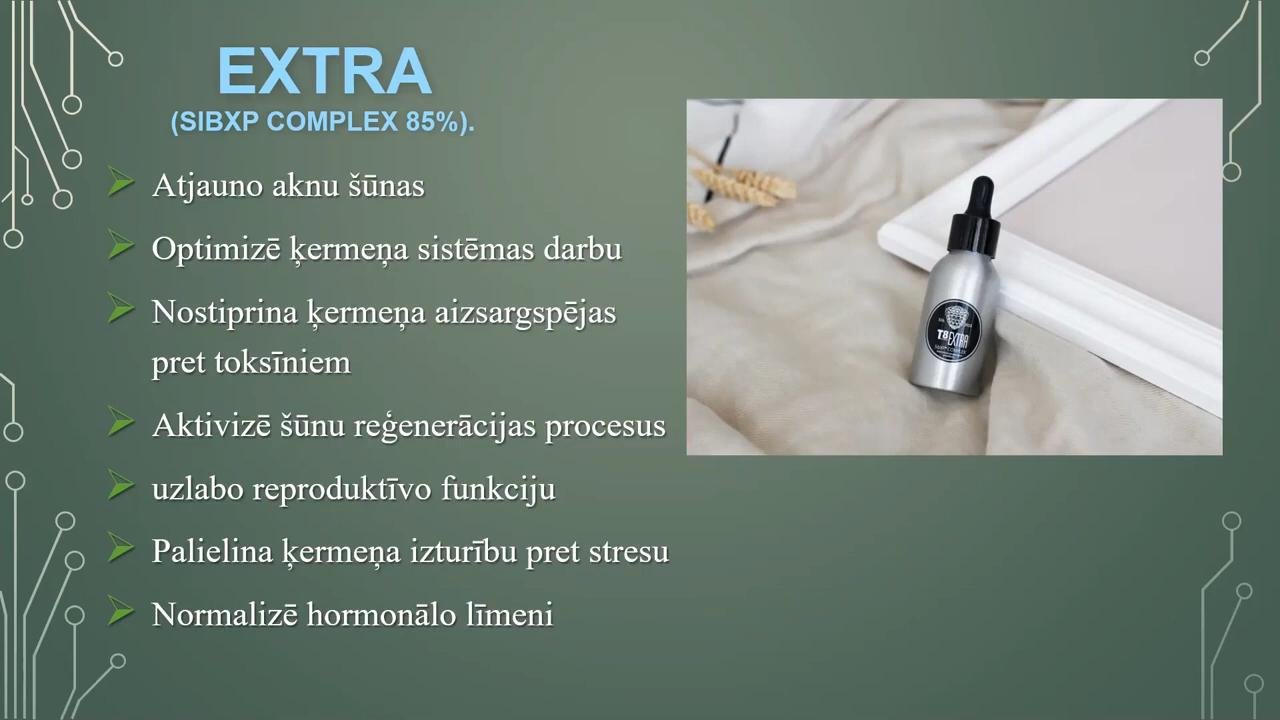 EXTRA
(SIBXP COMPLEX 85%).
Atjauno aknu šūnas
Optimizē ķermeņa sistēmas darbu
Nostiprina ķermeņa aizsargspējas
pret toksīniem
Aktivizē šūnu reģenerācijas procesus
uzlabo reproduktīvo funkciju
Palielina ķermeņa izturību pret stresu
Normalizē hormonālo līmeni
T8 EXTRA